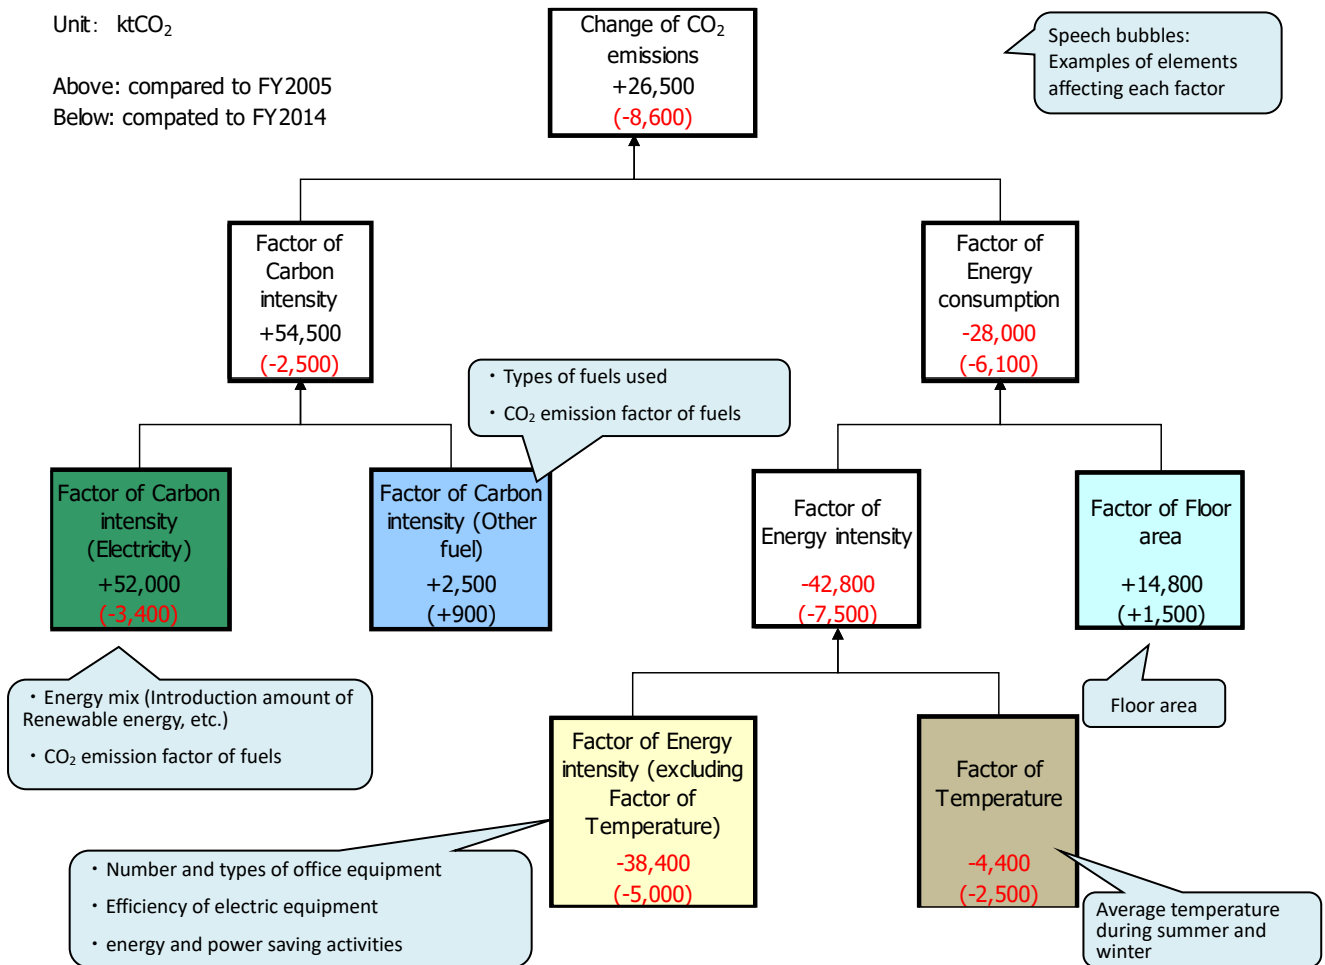 Unit: ktCO₂
Above: compared to FY2005
Below: compated to FY2014
Change of CO₂
emissions
+26,500
(-8,600)
Speech bubbles:
Examples of elements
affecting each factor
Factor of
Carbon
intensity
+54,500
(-2,500)
Factor of
Energy
consumption
-28,000
(-6,100)
・Types of fuels used
・CO₂ emission factor of fuels
Factor of Carbon
intensity
(Electricity)
+52,000
(-3,400)
Factor of Carbon
intensity (Other
fuel)
+2,500
(+900)
Factor of
Energy intensity
-42,800
(-7,500)
Factor of Floor
area
+14,800
(+1,500)
・Energy mix (Introduction amount of
Renewable energy, etc.)
・CO₂ emission factor of fuels
Floor area
Factor of Energy
intensity (excluding
Factor of
Temperature)
-38,400
(-5,000)
Factor of
Temperature
-4,400
(-2,500)
・Number and types of office equipment
・Efficiency of electric equipment
・energy and power saving activities
Average temperature
during summer and
winter